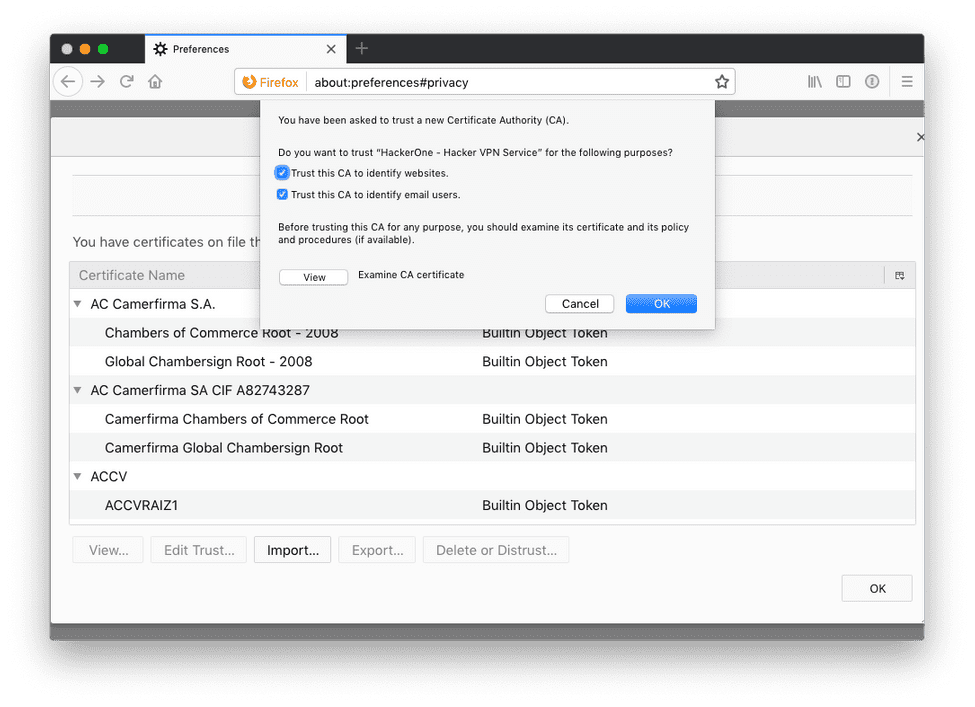 Preferences
Firefox
about:preferences#privacy
You have been asked to trust a new Certificate Authority (CA).
Do you want to trust “HackerOne - Hacker VPN Service” for the following purposes?
Trust this CA to identify websites.
Trust this CA to identify email users.
Before trusting this CA for any purpose, you should examine its certificate and its policy
and procedures (if available).
View
Examine CA certificate
Cancel
OK
You have certificates on file
Certificate Name
AC Camerfirma S.A.
Chambers of Commerce Root - 2008
Builtin Object Token
Global Chambersign Root - 2008
Builtin Object Token
AC Camerfirma SA CIF A82743287
Camerfirma Chambers of Commerce Root
Builtin Object Token
Camerfirma Global Chambersign Root
Builtin Object Token
ACCV
ACCVRAIZ1
Builtin Object Token
View...
Edit Trust...
Import...
Export...
Delete or Distrust...
OK